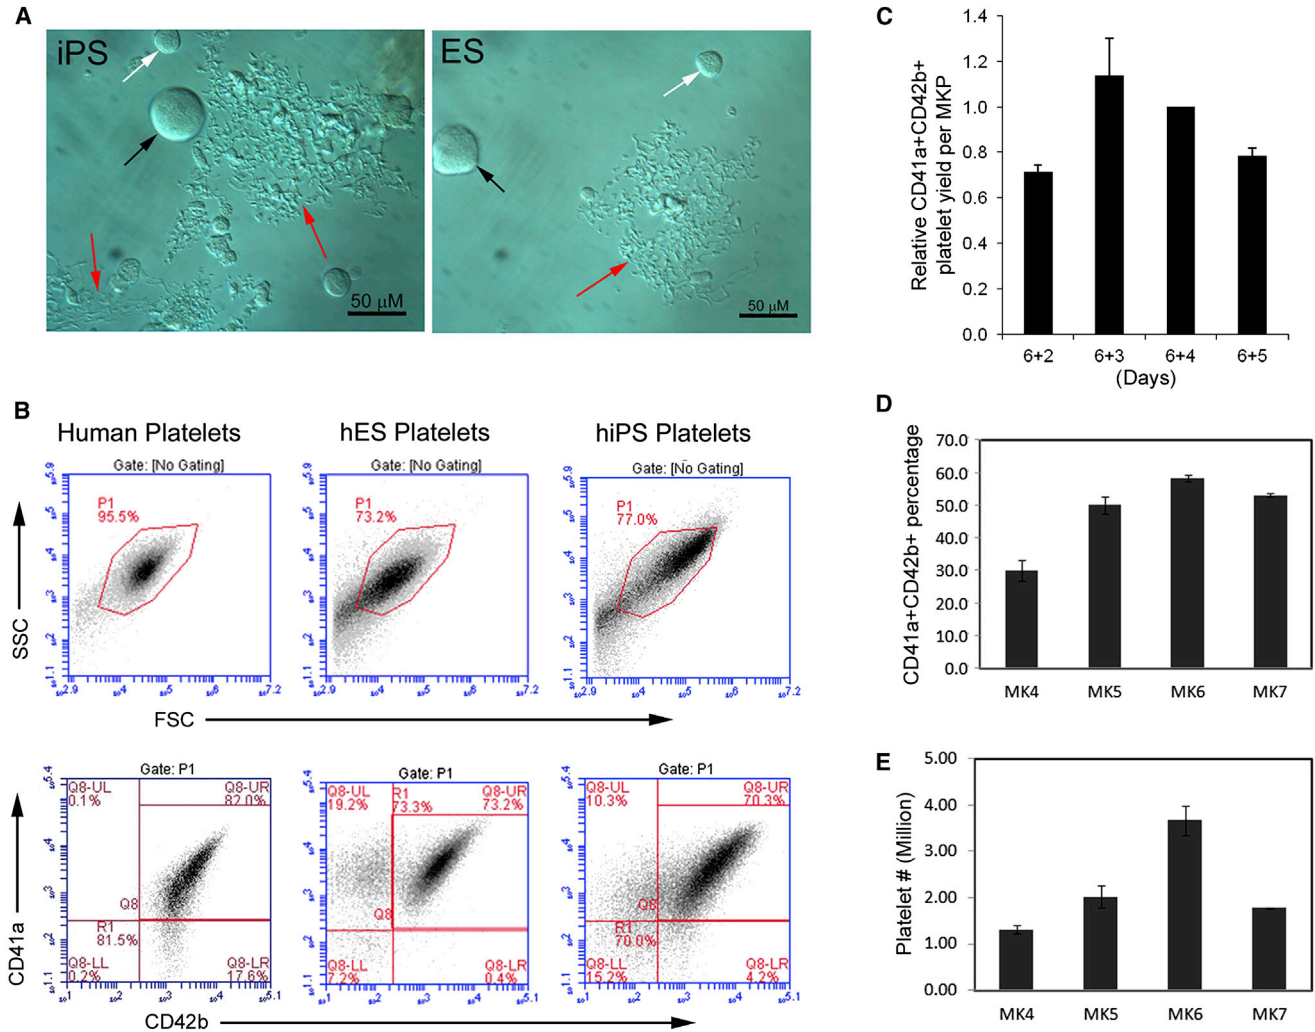 A
iPS
50 µM
ES
50 µM
B
Human Platelets
hES Platelets
hiPS Platelets
Gate: [No Gating]
P1
95.5%
Gate: [No Gating]
P1
73.2%
Gate: [No Gating]
P1
77.0%
SSC
FSC
Gate: P1
Q8-UL
0.1%
Q8-UR
82.0%
Q8
R1
81.5%
Q8-LL
0.2%
Q8-LR
17.6%
Gate: P1
Q8-UL
19.2%
R1
73.3%
Q8-UR
73.2%
Q8
Q8-LL
7.2%
Q8-LR
0.4%
Gate: P1
Q8-UL
10.3%
Q8-UR
70.3%
Q8
R1
70.0%
Q8-LL
15.2%
Q8-LR
4.2%
CD41a
CD42b
C
Relative CD41a+CD42b+
platelet yield per MKP
1.4
1.2
1.0
0.8
0.6
0.4
0.2
0.0
6+2 6+3 6+4 6+5
(Days)
D
CD41a+CD42b+ percentage
70.0
60.0
50.0
40.0
30.0
20.0
10.0
0.0
MK4 MK5 MK6 MK7
E
Platelet # (Million)
5.00
4.00
3.00
2.00
1.00
0.00
MK4 MK5 MK6 MK7